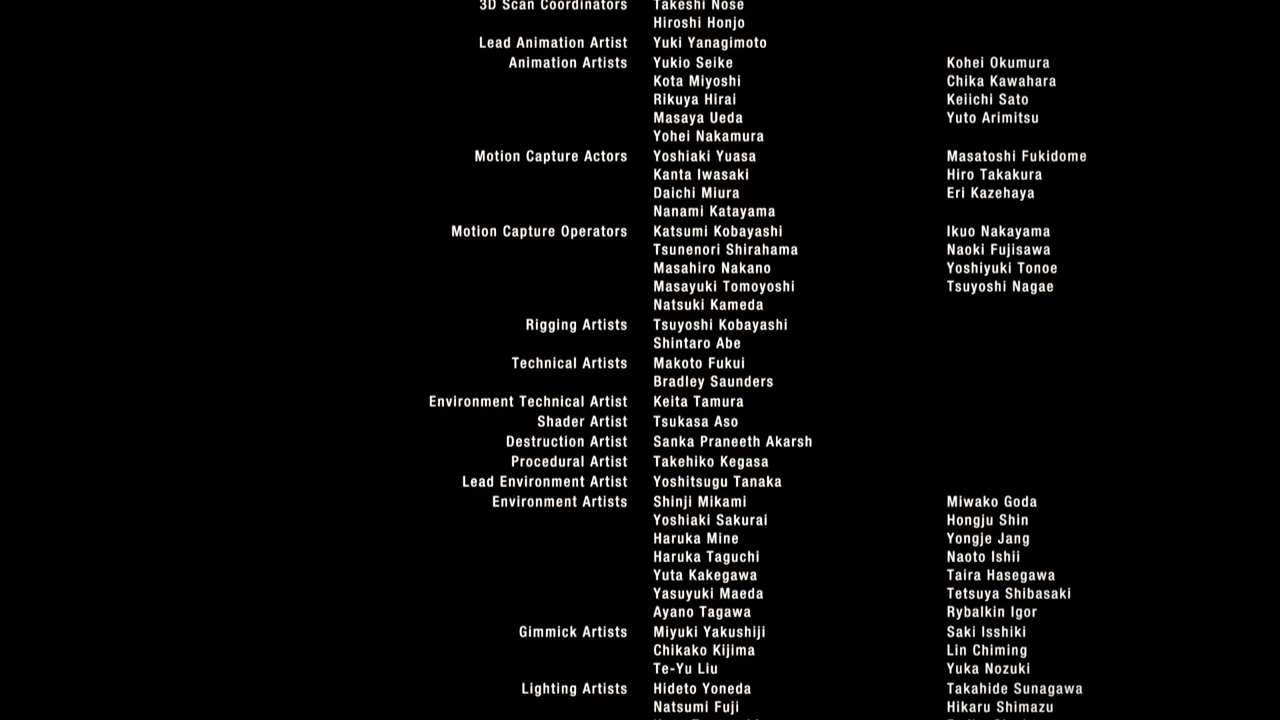 3D Scan Coordinators Takeshi Nose
Hiroshi Honjo
Lead Animation Artist Yuki Yanagimoto
Animation Artists Yukio Seike Kohei Okumura
Kota Miyoshi Chika Kawahara
Rikuya Hirai Keiichi Sato
Masaya Ueda Yuto Arimitsu
Yohei Nakamura
Motion Capture Actors Yoshiaki Yuasa Masatoshi Fukidome
Kanta Iwasaki Hiro Takakura
Daichi Miura Eri Kazehaya
Nanami Katayama
Motion Capture Operators Katsumi Kobayashi Ikuo Nakayama
Tsunenori Shirahama Naoki Fujisawa
Masahiro Nakano Yoshiyuki Tonoe
Masayuki Tomoyoshi Tsuyoshi Nagae
Natsuki Kameda
Rigging Artists Tsuyoshi Kobayashi
Shintaro Abe
Technical Artists Makoto Fukui
Bradley Saunders
Environment Technical Artist Keita Tamura
Shader Artist Tsukasa Aso
Destruction Artist Sanka Praneeth Akarsh
Procedural Artist Takehiko Kegasa
Lead Environment Artist Yoshitsugu Tanaka
Environment Artists Shinji Mikami Miwako Goda
Yoshiaki Sakurai Hongju Shin
Haruka Mine Yongje Jang
Haruka Taguchi Naoto Ishii
Yuta Kakegawa Taira Hasegawa
Yasuyuki Maeda Tetsuya Shibasaki
Ayano Tagawa Rybalkin Igor
Gimmick Artists Miyuki Yakushiji Saki Isshiki
Chikako Kijima Lin Chiming
Te-Yu Liu Yuka Nozuki
Lighting Artists Hideto Yoneda Takahide Sunagawa
Natsumi Fuji Hikaru Shimazu